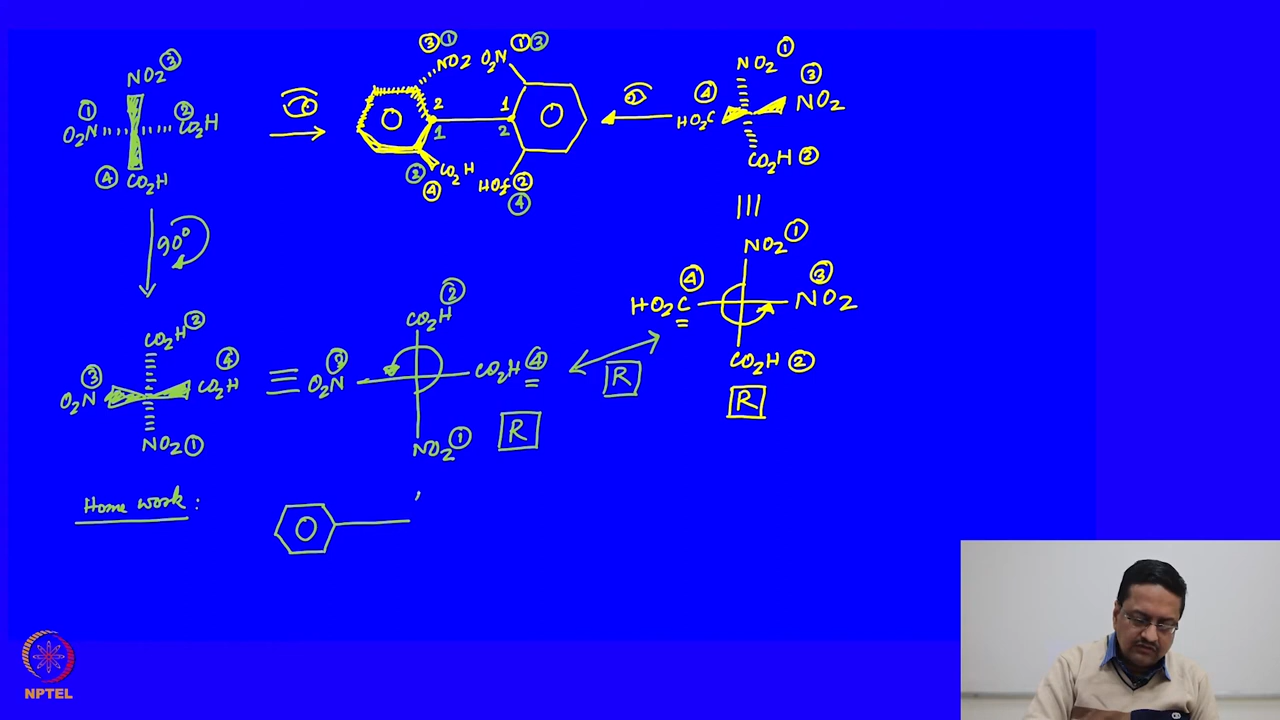 NO2 ③
① O2N ② CO2H
④ CO2H
90°
③ ① NO2 O2N ① ③
2 1
1 2
② CO2H
④ HO2C ②
④
NO2 ①
③
④ NO2
HO2C
CO2H ②
NO2 ①
④ ③
HO2C NO2
CO2H ②
R
CO2H ②
③ ④
O2N CO2H
NO2 ①
②
CO2H
③
O2N CO2H ④
NO2 ①
R
R
Home work :
NPTEL